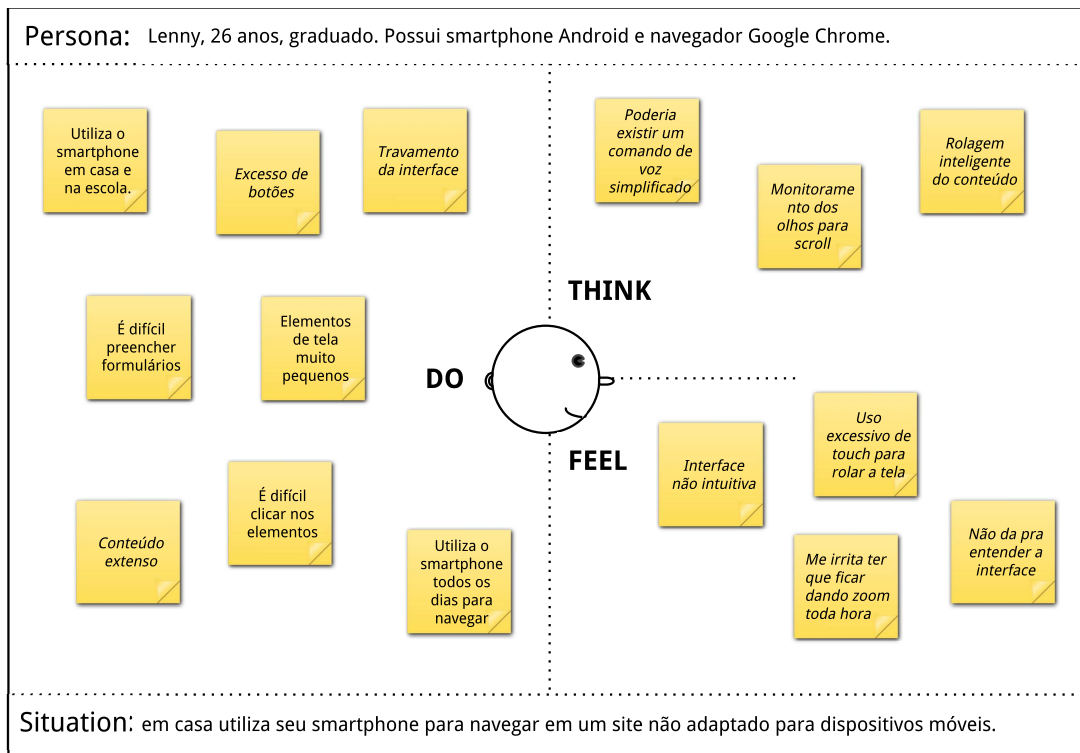 Persona: Lenny, 26 anos, graduado. Possui smartphone Android e navegador Google Chrome.
Utiliza o
smartphone
em casa e
na escola.
Excesso de
botões
Travamento
da interface
É difícil
preencher
formulários
Elementos
de tela
muito
pequenos
Conteúdo
extenso
É difícil
clicar nos
elementos
Utiliza o
smartphone
todos os
dias para
navegar
DO
THINK
Poderia
existir um
comando de
voz
simplificado
Monitorame
nto dos
olhos para
scroll
Rolagem
inteligente
do conteúdo
FEEL
Interface
não intuitiva
Uso
excessivo de
touch para
rolar a tela
Me irrita ter
que ficar
dando zoom
toda hora
Não da pra
entender a
interface
Situation: em casa utiliza seu smartphone para navegar em um site não adaptado para dispositivos móveis.